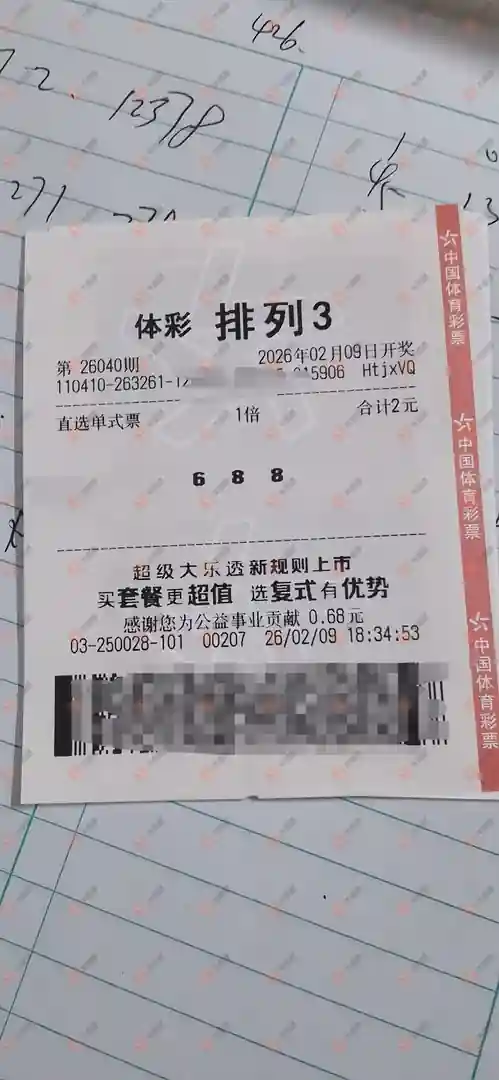 426.
12378
271
体彩 排列3
第 26040期 2026年02月09日开奖
110410-263261-12 015906 HtjxVQ
直选单式票 1倍 合计2元
6 8 8
超级大乐透新规则上市
买套餐更超值 选复式有优势
感谢您为公益事业贡献 0.68元
03-250028-101 00207 26/02/09 18:34:53
中国体育彩票
中国体育彩票
中国体育彩票